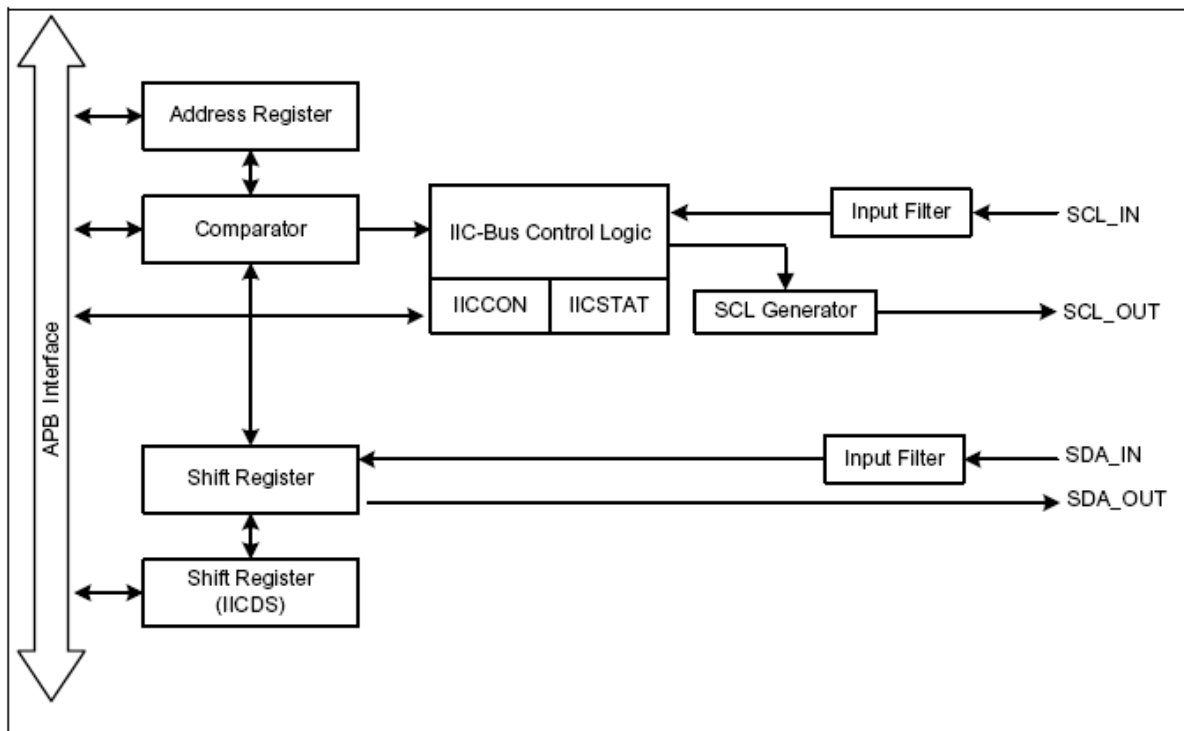 APB Interface
Address Register
Comparator
IIC-Bus Control Logic
IICCON
IICSTAT
Input Filter
SCL_IN
SCL Generator
SCL_OUT
Shift Register
Input Filter
SDA_IN
SDA_OUT
Shift Register
(IICDS)